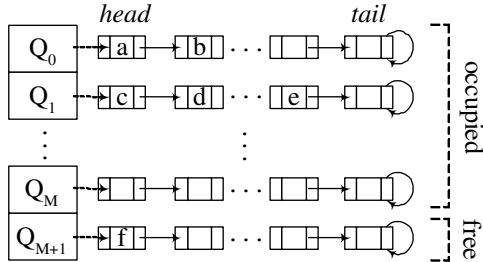 head tail
Q0 a b . . .
Q1 c d . . . e
. . . . . .
QM . . .
QM+1 f . . .
occupied
free